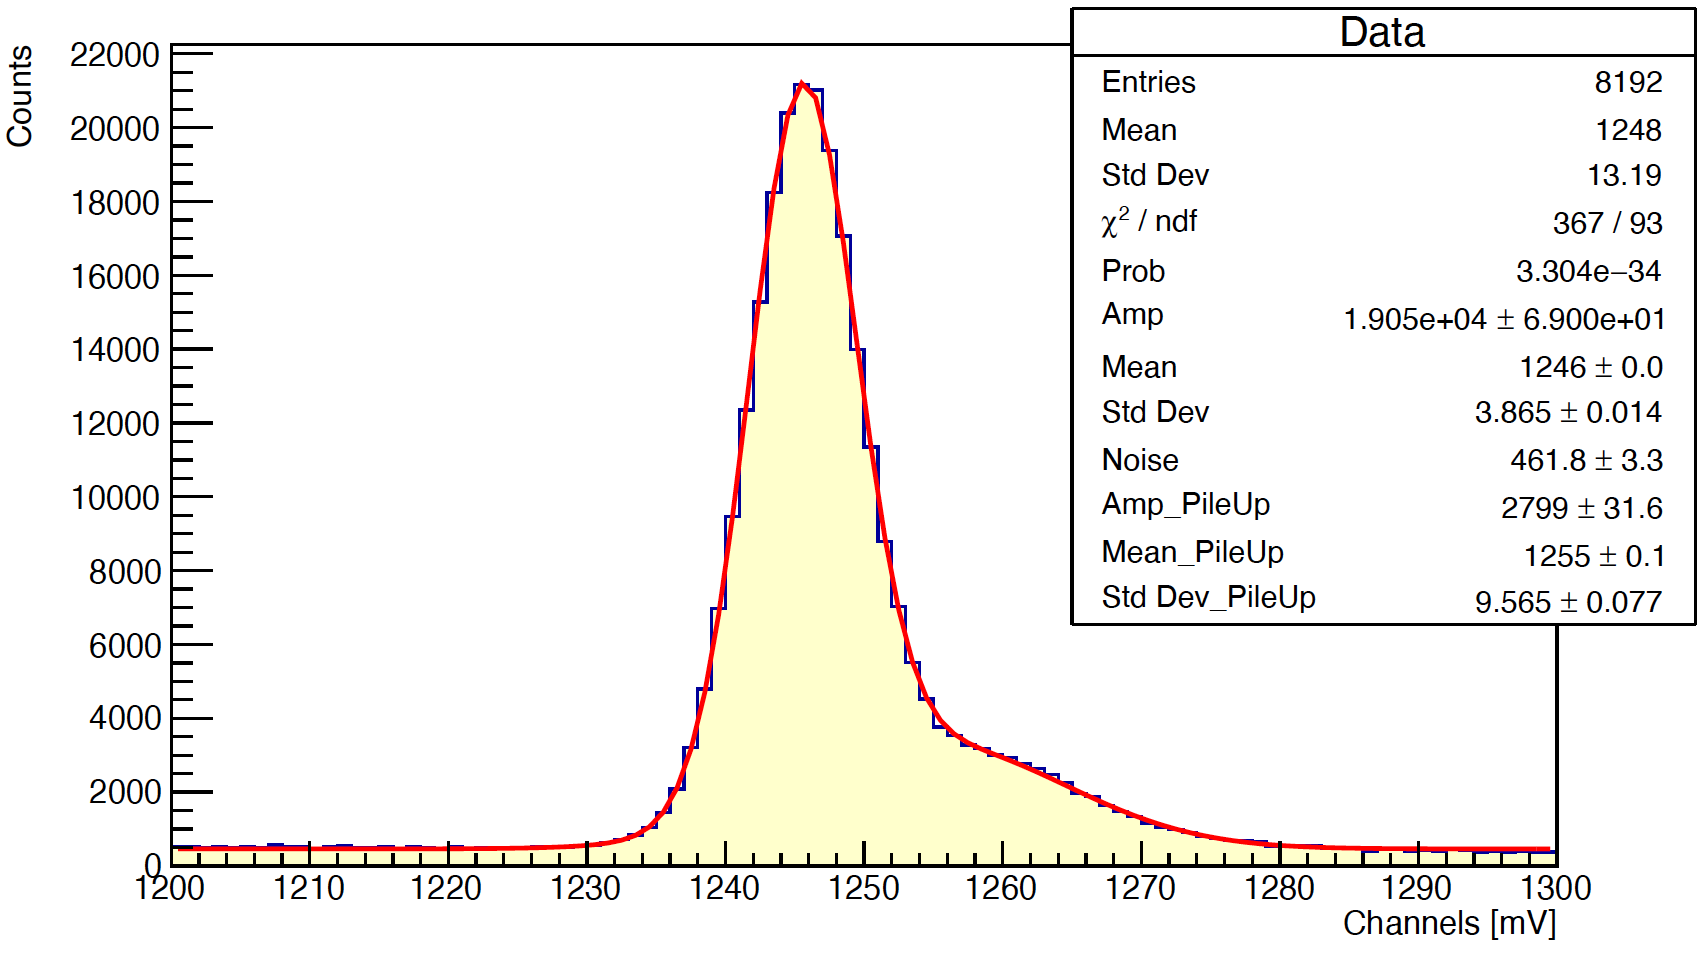 Counts
22000
20000
18000
16000
14000
12000
10000
8000
6000
4000
2000
0
1200 1210 1220 1230 1240 1250 1260 1270 1280 1290 1300
Channels [mV]
Data
Entries 8192
Mean 1248
Std Dev 13.19
χ² / ndf 367 / 93
Prob 3.304e−34
Amp 1.905e+04 ± 6.900e+01
Mean 1246 ± 0.0
Std Dev 3.865 ± 0.014
Noise 461.8 ± 3.3
Amp_PileUp 2799 ± 31.6
Mean_PileUp 1255 ± 0.1
Std Dev_PileUp 9.565 ± 0.077